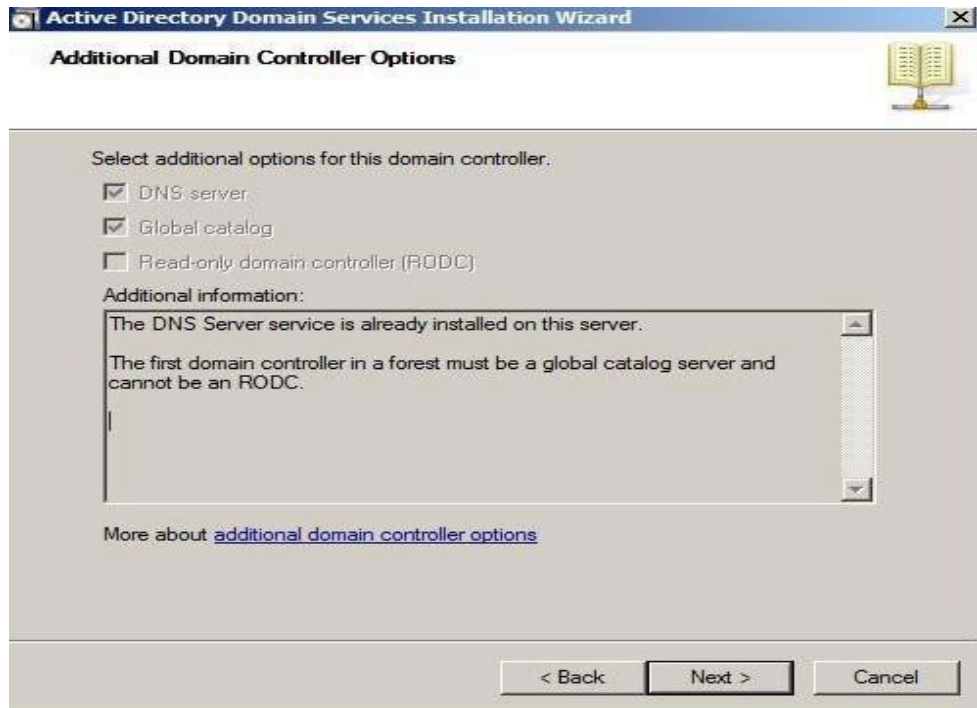 Active Directory Domain Services Installation Wizard
Additional Domain Controller Options
Select additional options for this domain controller.
DNS server
Global catalog
Read-only domain controller (RODC)
Additional information:
The DNS Server service is already installed on this server.
The first domain controller in a forest must be a global catalog server and
cannot be an RODC.
More about additional domain controller options
< Back
Next >
Cancel